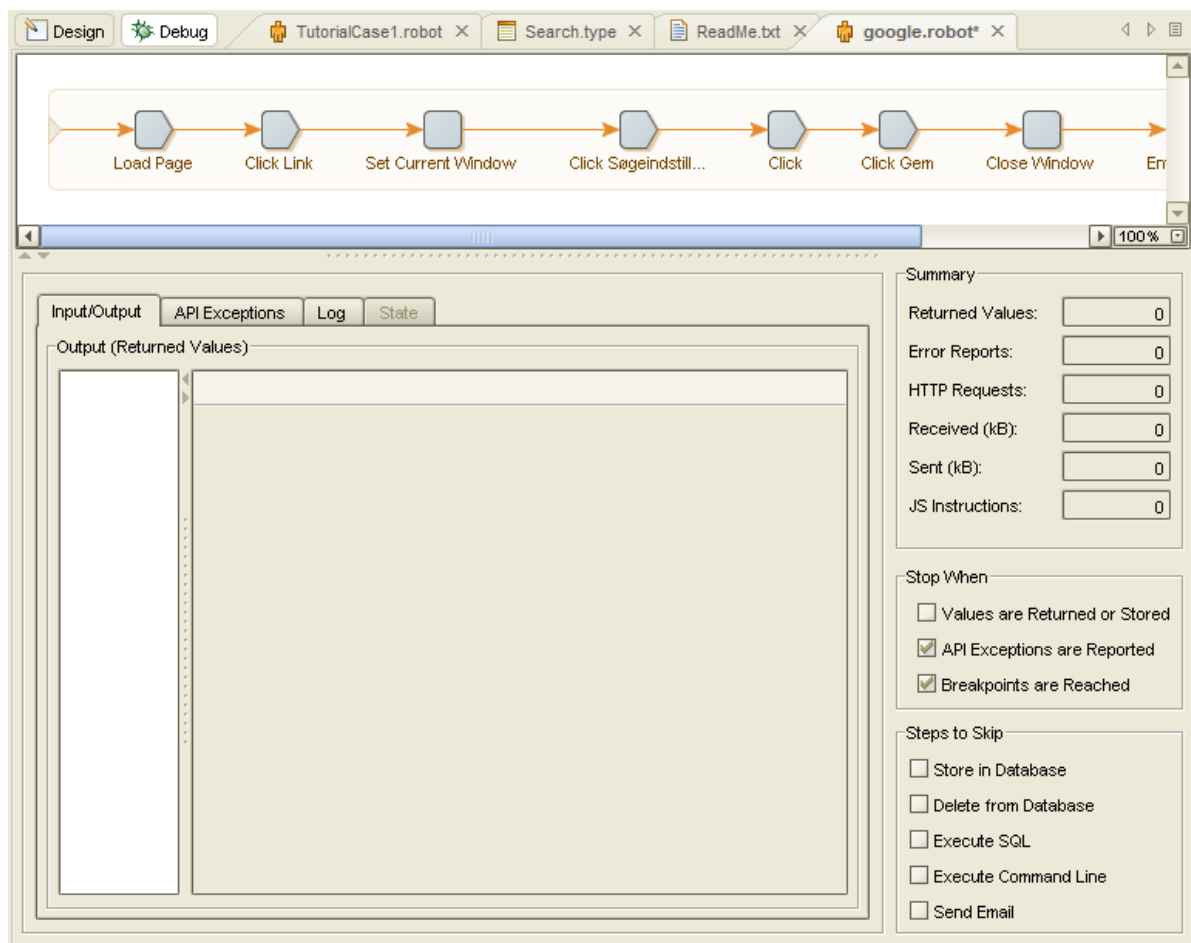 Design Debug TutorialCase1.robot Search.type ReadMe.txt google.robot*
Load Page Click Link Set Current Window Click Søgeindstill... Click Click Gem Close Window
100%
Input/Output API Exceptions Log State
Output (Returned Values)
Summary
Returned Values: 0
Error Reports: 0
HTTP Requests: 0
Received (kB): 0
Sent (kB): 0
JS Instructions: 0
Stop When
Values are Returned or Stored
API Exceptions are Reported
Breakpoints are Reached
Steps to Skip
Store in Database
Delete from Database
Execute SQL
Execute Command Line
Send Email